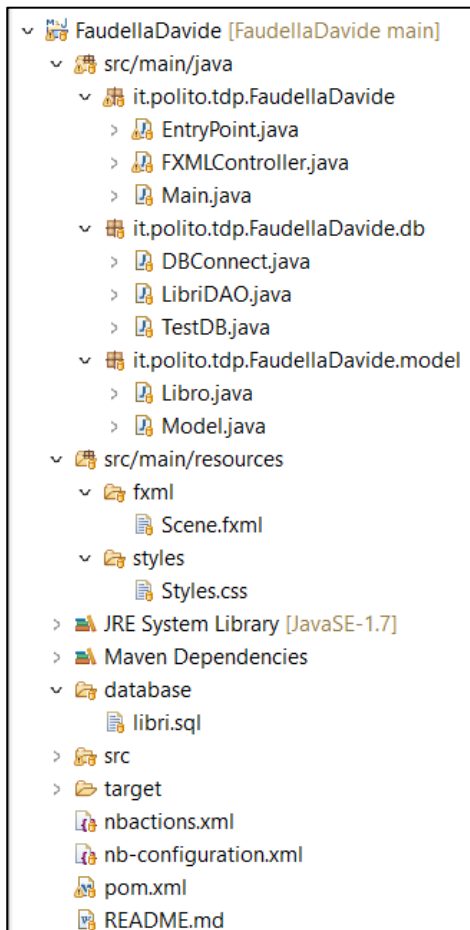 FaudellaDavide [FaudellaDavide main]
src/main/java
it.polito.tdp.FaudellaDavide
EntryPoint.java
FXMLController.java
Main.java
it.polito.tdp.FaudellaDavide.db
DBConnect.java
LibriDAO.java
TestDB.java
it.polito.tdp.FaudellaDavide.model
Libro.java
Model.java
src/main/resources
fxml
Scene.fxml
styles
Styles.css
JRE System Library [JavaSE-1.7]
Maven Dependencies
database
libri.sql
src
target
nbactions.xml
nb-configuration.xml
pom.xml
README.md